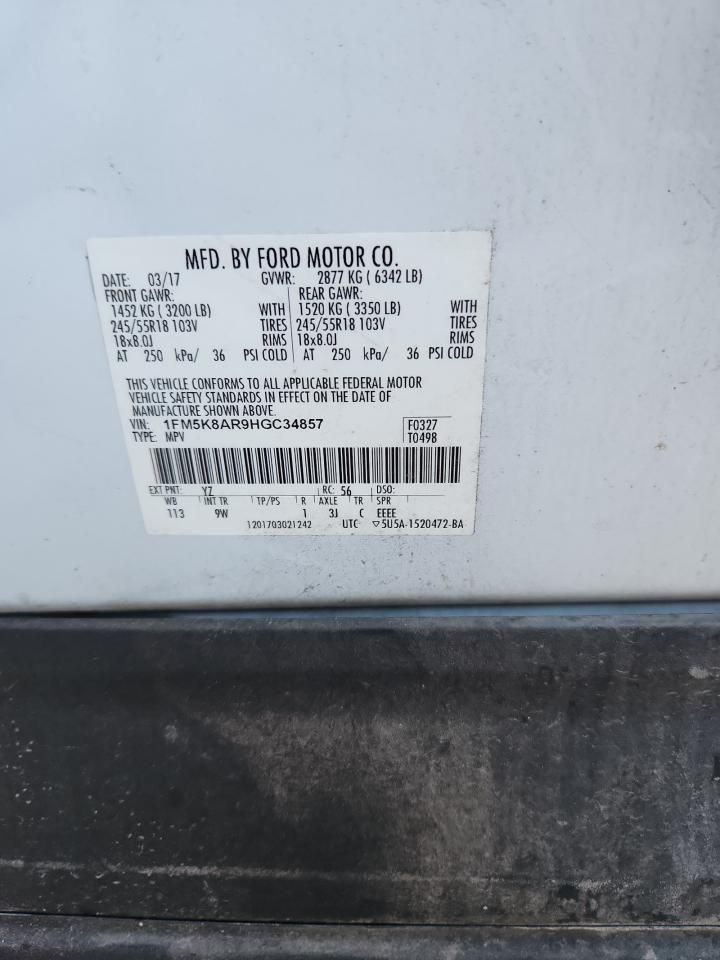 MFD. BY FORD MOTOR CO.
DATE: 03/17 GVWR: 2877 KG ( 6342 LB)
FRONT GAWR: REAR GAWR:
1452 KG ( 3200 LB) WITH 1520 KG ( 3350 LB) WITH
245/55R18 103V TIRES 245/55R18 103V TIRES
18x8.0J RIMS 18x8.0J RIMS
AT 250 kPa/ 36 PSI COLD AT 250 kPa/ 36 PSI COLD
THIS VEHICLE CONFORMS TO ALL APPLICABLE FEDERAL MOTOR
VEHICLE SAFETY STANDARDS IN EFFECT ON THE DATE OF
MANUFACTURE SHOWN ABOVE.
VIN: 1FM5K8AR9HGC34857 F0327
TYPE: MPV T0498
EXT PNT: YZ RC: 56 DSO:
WB INT TR TP/PS R AXLE TR SPR
113 9W 1 3J C EEEE
1201703021242 UTC ▽5U5A-1520472-BA